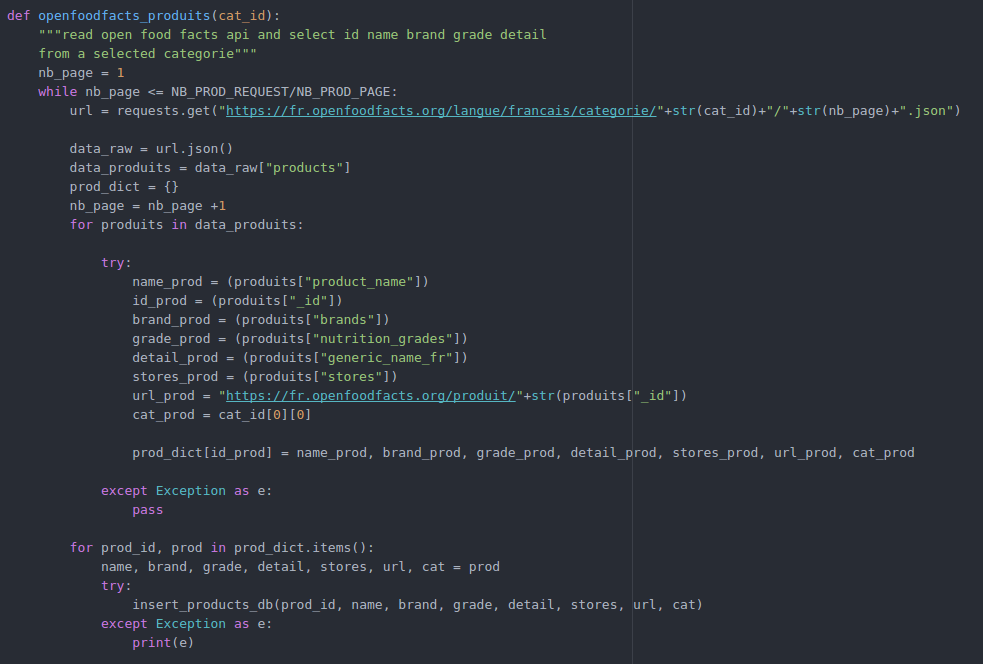 def openfoodfacts_produits(cat_id):
    """read open food facts api and select id name brand grade detail
    from a selected categorie"""
    nb_page = 1
    while nb_page <= NB_PROD_REQUEST/NB_PROD_PAGE:
        url = requests.get("https://fr.openfoodfacts.org/langue/francais/categorie/"+str(cat_id)+"/"+str(nb_page)+".json")

        data_raw = url.json()
        data_produits = data_raw["products"]
        prod_dict = {}
        nb_page = nb_page +1
        for produits in data_produits:

            try:
                name_prod = (produits["product_name"])
                id_prod = (produits["_id"])
                brand_prod = (produits["brands"])
                grade_prod = (produits["nutrition_grades"])
                detail_prod = (produits["generic_name_fr"])
                stores_prod = (produits["stores"])
                url_prod = "https://fr.openfoodfacts.org/produit/"+str(produits["_id"])
                cat_prod = cat_id[0][0]

                prod_dict[id_prod] = name_prod, brand_prod, grade_prod, detail_prod, stores_prod, url_prod, cat_prod

            except Exception as e:
                pass

        for prod_id, prod in prod_dict.items():
            name, brand, grade, detail, stores, url, cat = prod
            try:
                insert_products_db(prod_id, name, brand, grade, detail, stores, url, cat)
            except Exception as e:
                print(e)